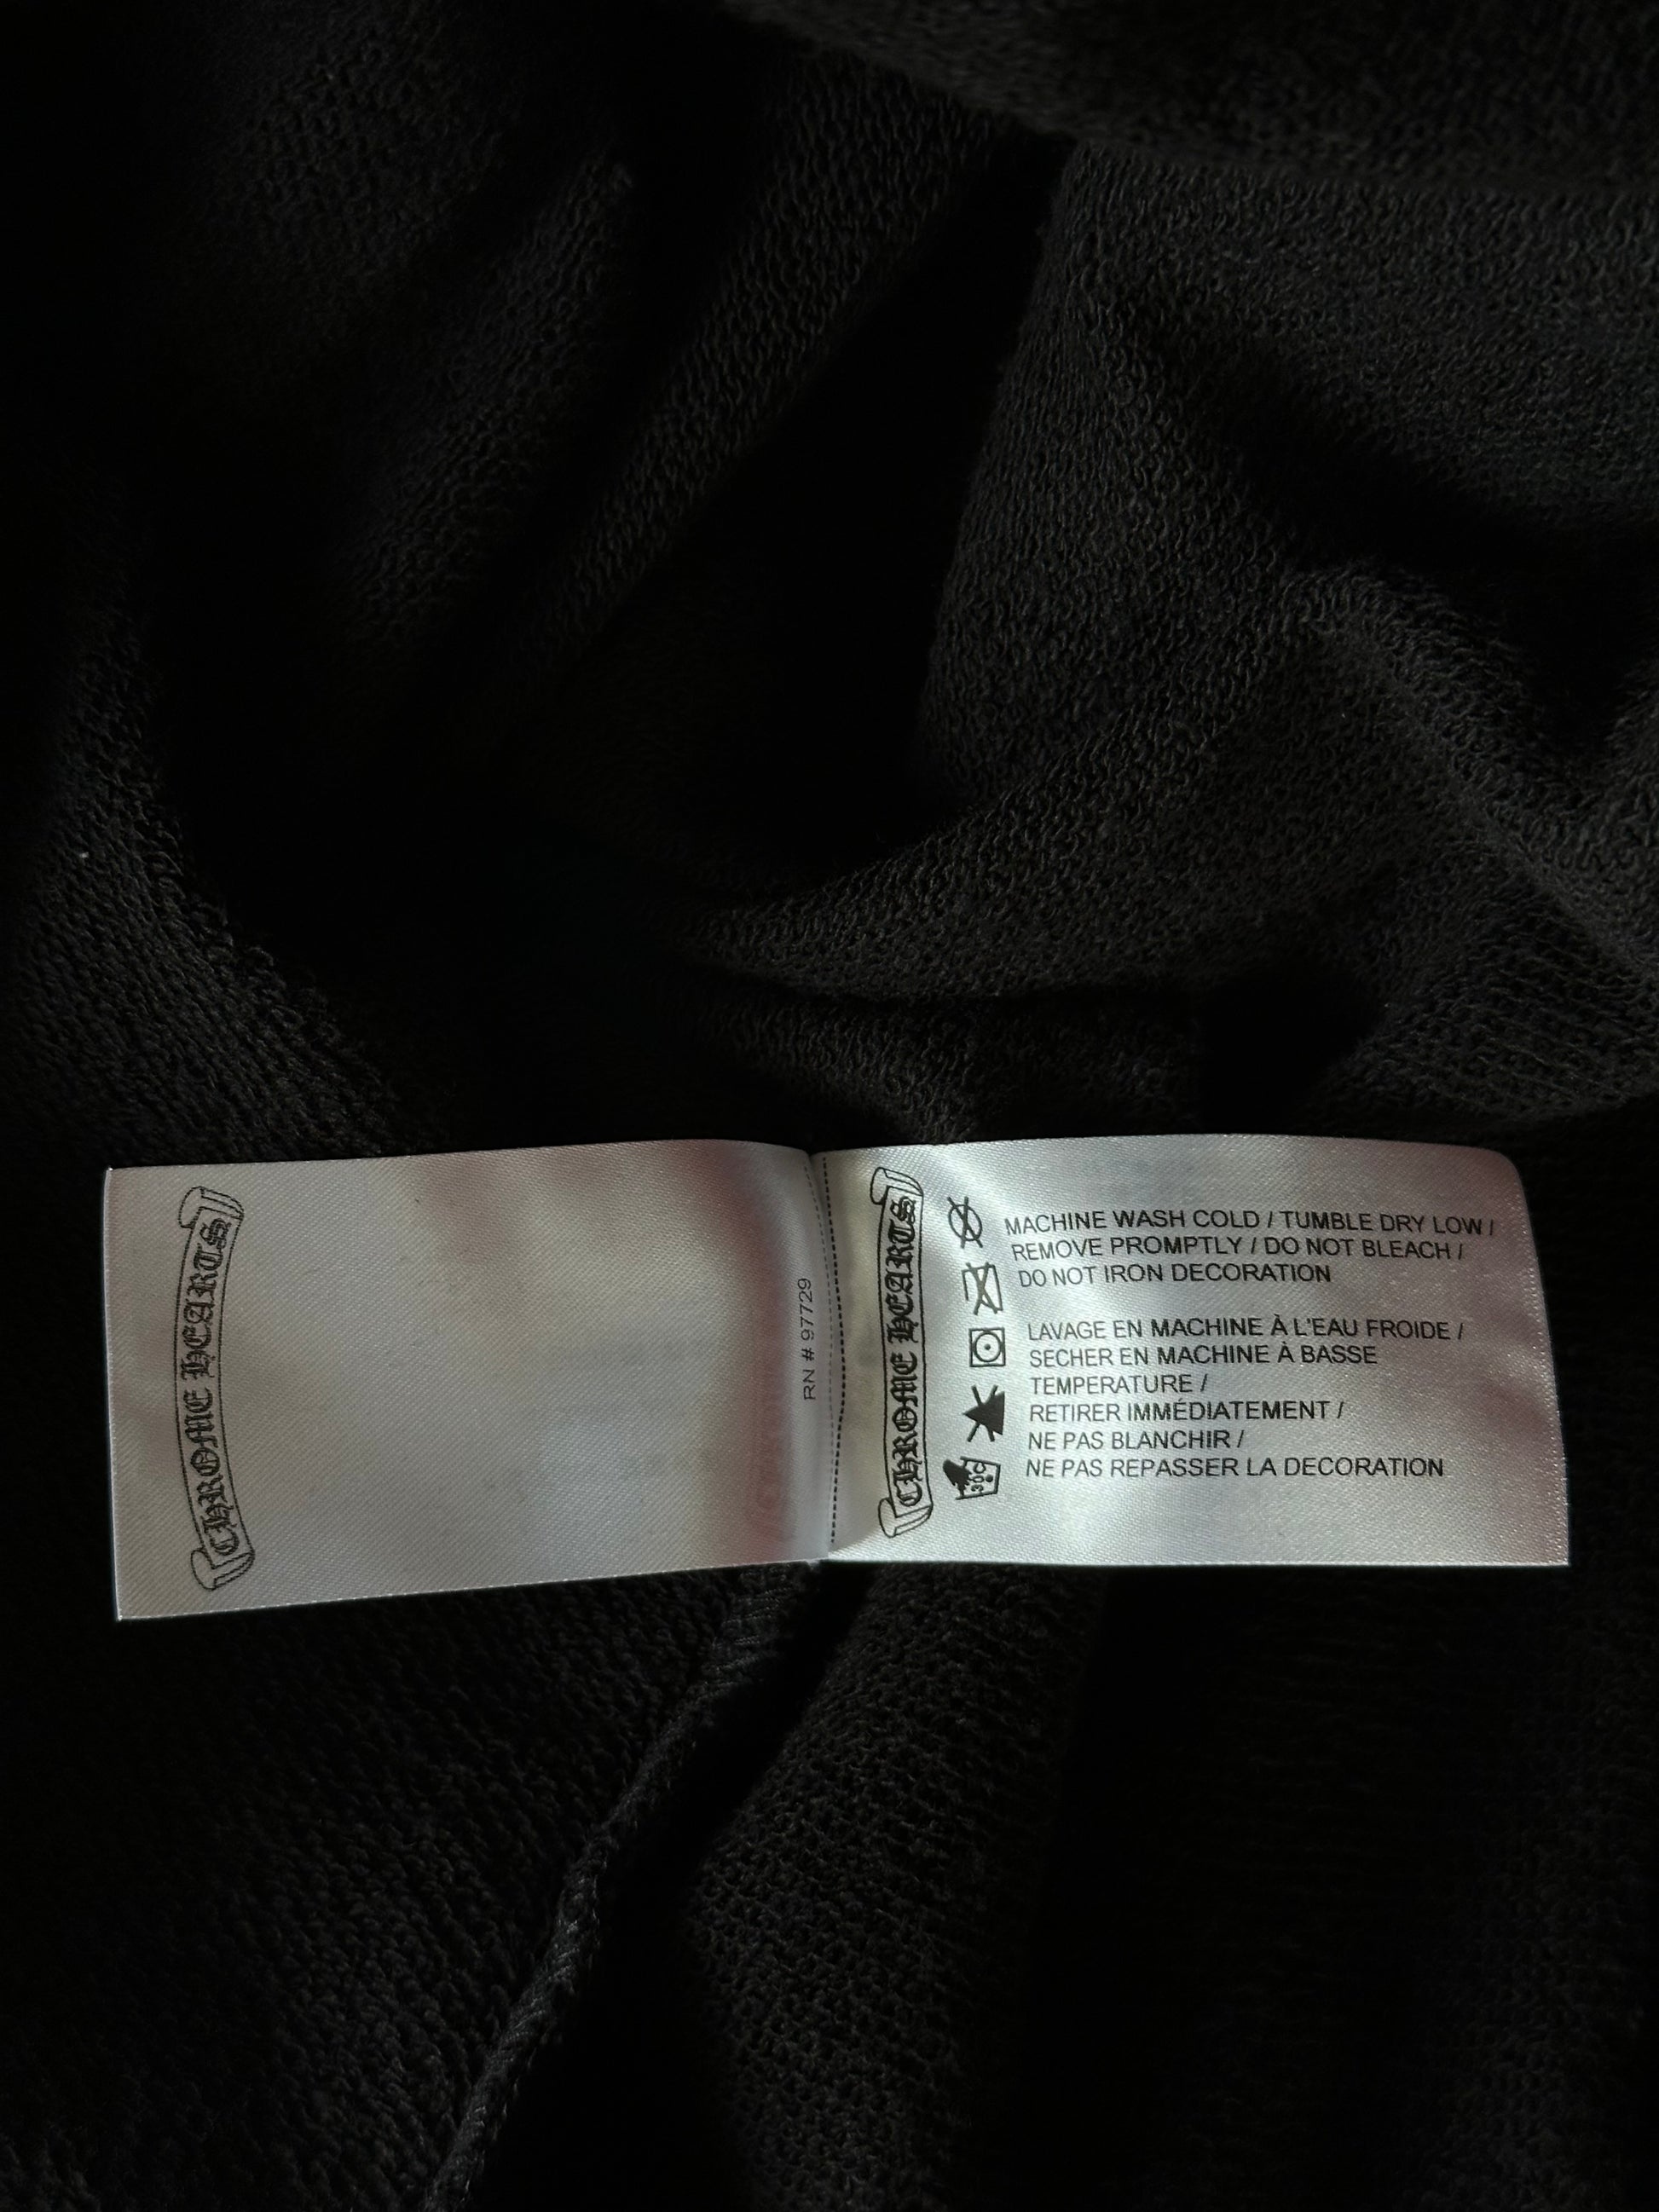 CHROME HEARTS
RN # 97729
CHROME HEARTS
MACHINE WASH COLD / TUMBLE DRY LOW /
REMOVE PROMPTLY / DO NOT BLEACH /
DO NOT IRON DECORATION
LAVAGE EN MACHINE À L'EAU FROIDE /
SECHER EN MACHINE À BASSE
TEMPERATURE /
RETIRER IMMÉDIATEMENT /
NE PAS BLANCHIR /
NE PAS REPASSER LA DECORATION
30C